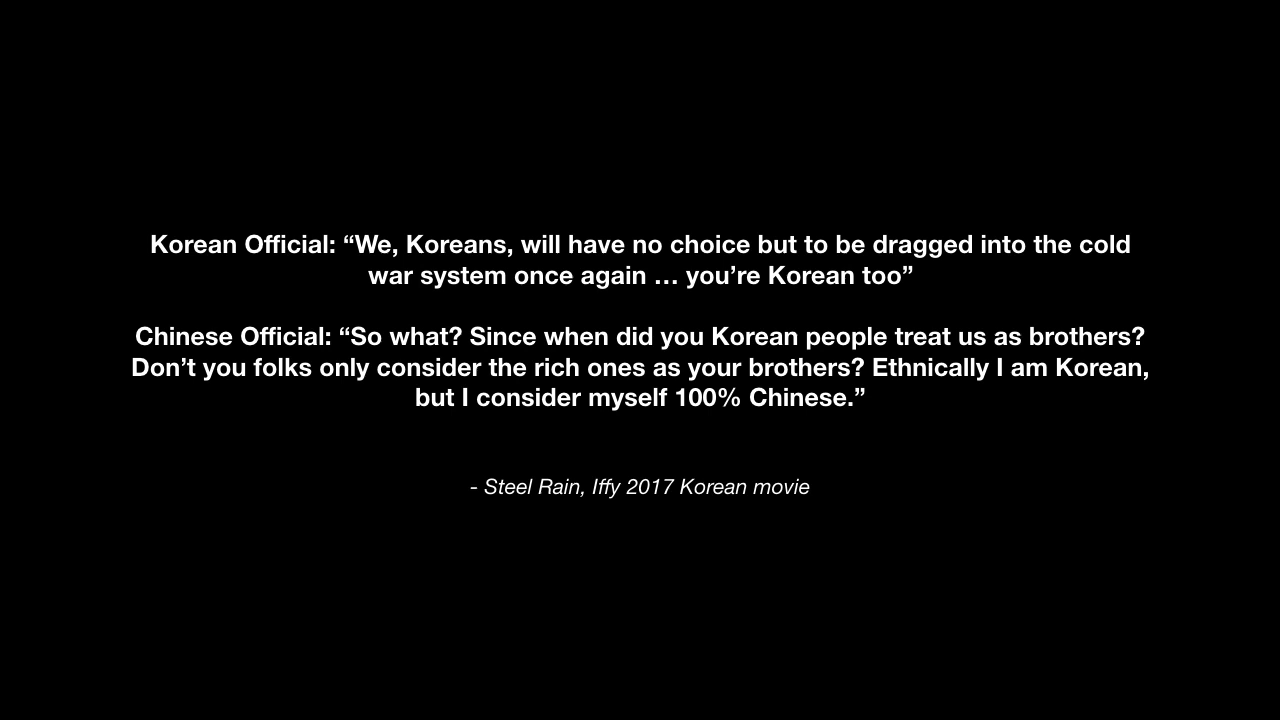 Korean Official: “We, Koreans, will have no choice but to be dragged into the cold
war system once again … you’re Korean too”
Chinese Official: “So what? Since when did you Korean people treat us as brothers?
Don’t you folks only consider the rich ones as your brothers? Ethnically I am Korean,
but I consider myself 100% Chinese.”
- Steel Rain, Iffy 2017 Korean movie